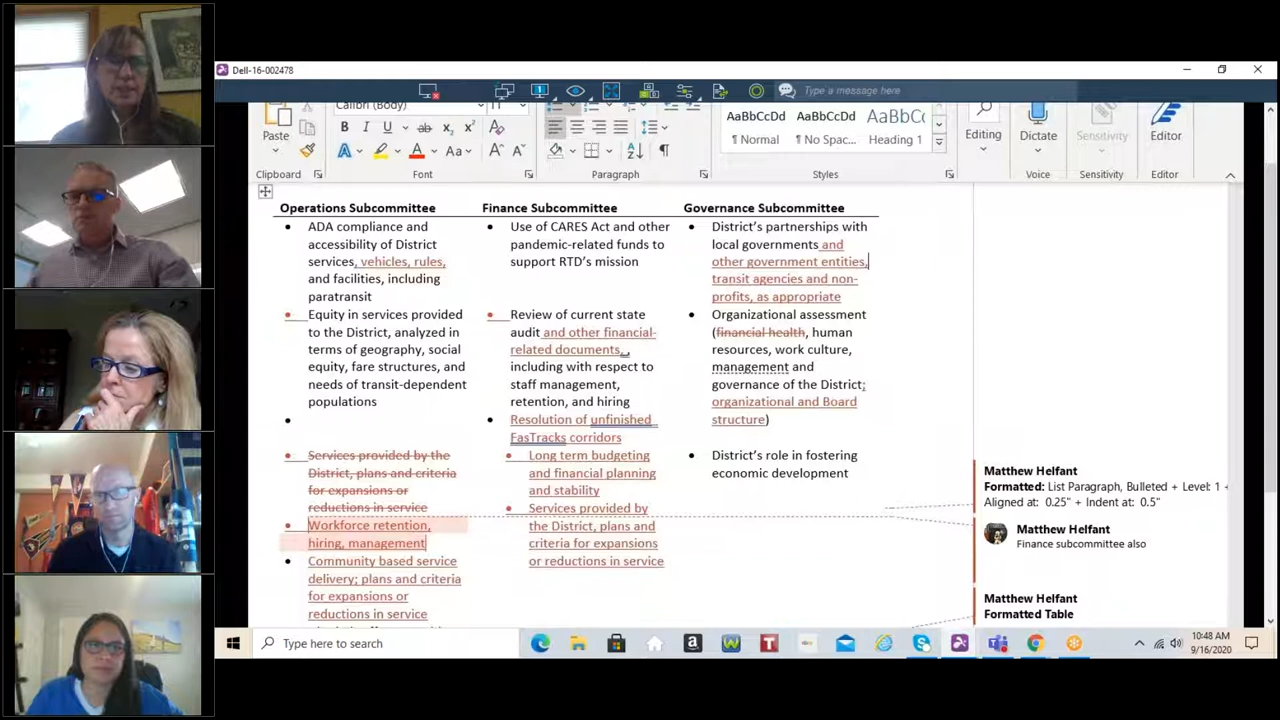 Dell-16-002478
Type a message here
Calibri (Body)
11
Paste
Clipboard
Font
Paragraph
AaBbCcDd
AaBbCcDd
AaBbCc
¶ Normal
¶ No Spac...
Heading 1
Styles
Editing
Dictate
Voice
Sensitivity
Sensitivity
Editor
Editor
Operations Subcommittee
ADA compliance and
accessibility of District
services, vehicles, rules,
and facilities, including
paratransit
Equity in services provided
to the District, analyzed in
terms of geography, social
equity, fare structures, and
needs of transit-dependent
populations
Services provided by the
District, plans and criteria
for expansions or
reductions in service
Workforce retention,
hiring, management
Community based service
delivery; plans and criteria
for expansions or
reductions in service
Finance Subcommittee
Use of CARES Act and other
pandemic-related funds to
support RTD's mission
Review of current state
audit and other financial-
related documents,
including with respect to
staff management,
retention, and hiring
Resolution of unfinished
FasTracks corridors
Long term budgeting
and financial planning
and stability
Services provided by
the District, plans and
criteria for expansions
or reductions in service
Governance Subcommittee
District's partnerships with
local governments and
other government entities,
transit agencies and non-
profits, as appropriate
Organizational assessment
(financial health, human
resources, work culture,
management and
governance of the District;
organizational and Board
structure)
District's role in fostering
economic development
Matthew Helfant
Formatted: List Paragraph, Bulleted + Level: 1 +
Aligned at: 0.25" + Indent at: 0.5"
Matthew Helfant
Finance subcommittee also
Matthew Helfant
Formatted Table
Type here to search
10:48 AM
9/16/2020